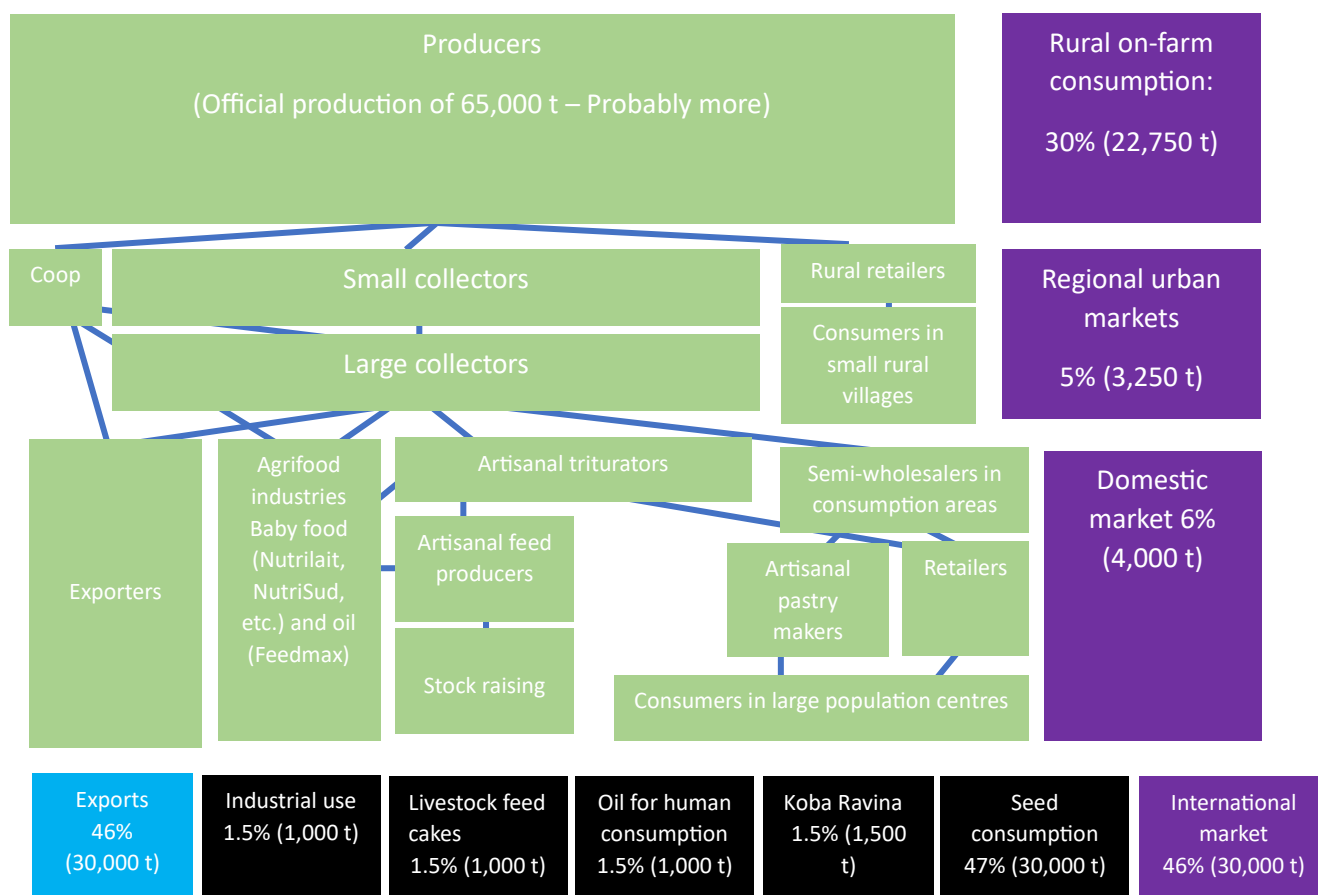 Producers
(Official production of 65,000 t – Probably more)
Rural on-farm
consumption:
30% (22,750 t)
Coop
Small collectors
Rural retailers
Regional urban
markets
5% (3,250 t)
Large collectors
Consumers in
small rural
villages
Exporters
Agrifood
industries
Baby food
(Nutrilait,
NutriSud,
etc.) and oil
(Feedmax)
Artisanal triturators
Semi-wholesalers in
consumption areas
Domestic
market 6%
(4,000 t)
Artisanal feed
producers
Artisanal
pastry
makers
Retailers
Stock raising
Consumers in large population centres
Exports
46%
(30,000 t)
Industrial use
1.5% (1,000 t)
Livestock feed
cakes
1.5% (1,000 t)
Oil for human
consumption
1.5% (1,000 t)
Koba Ravina
1.5% (1,500
t)
Seed
consumption
47% (30,000 t)
International
market
46% (30,000 t)